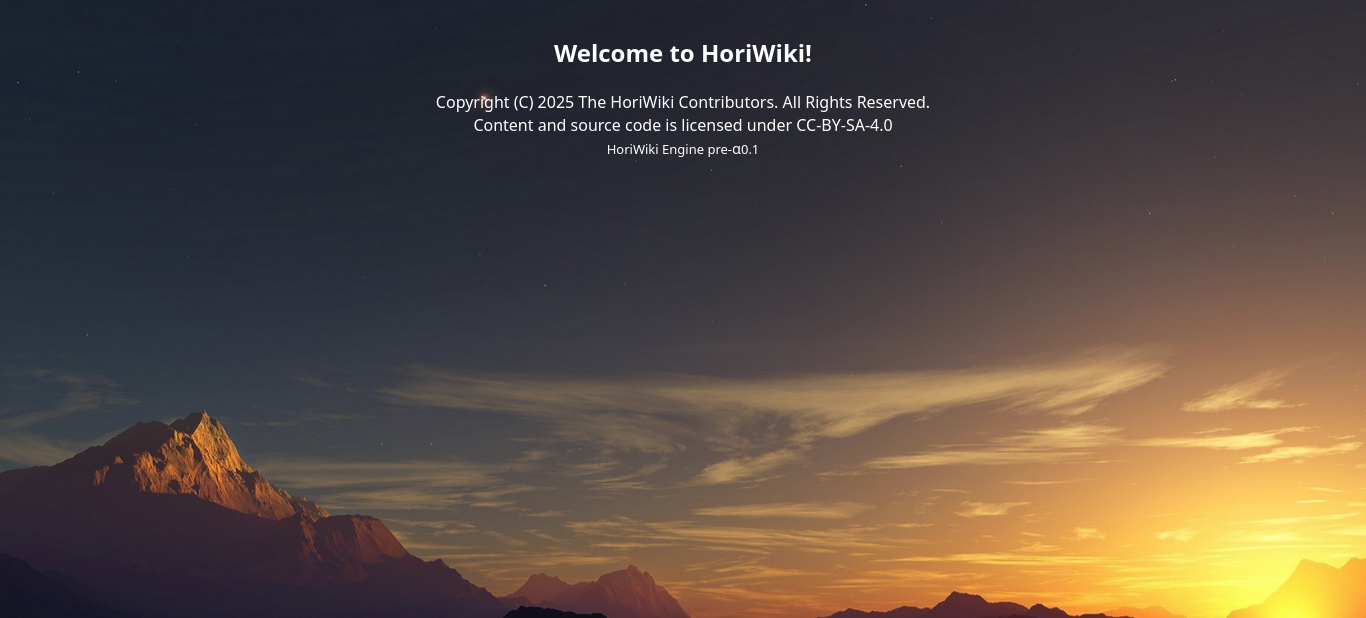 Welcome to HoriWiki!
Copyright (C) 2025 The HoriWiki Contributors. All Rights Reserved.
Content and source code is licensed under CC-BY-SA-4.0
HoriWiki Engine pre-α0.1